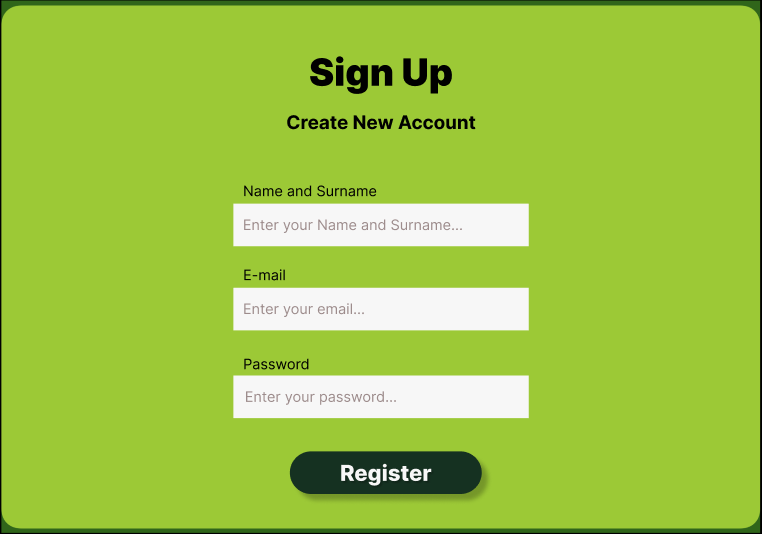 Sign Up
Create New Account
Name and Surname
Enter your Name and Surname...
E-mail
Enter your email...
Password
Enter your password...
Register